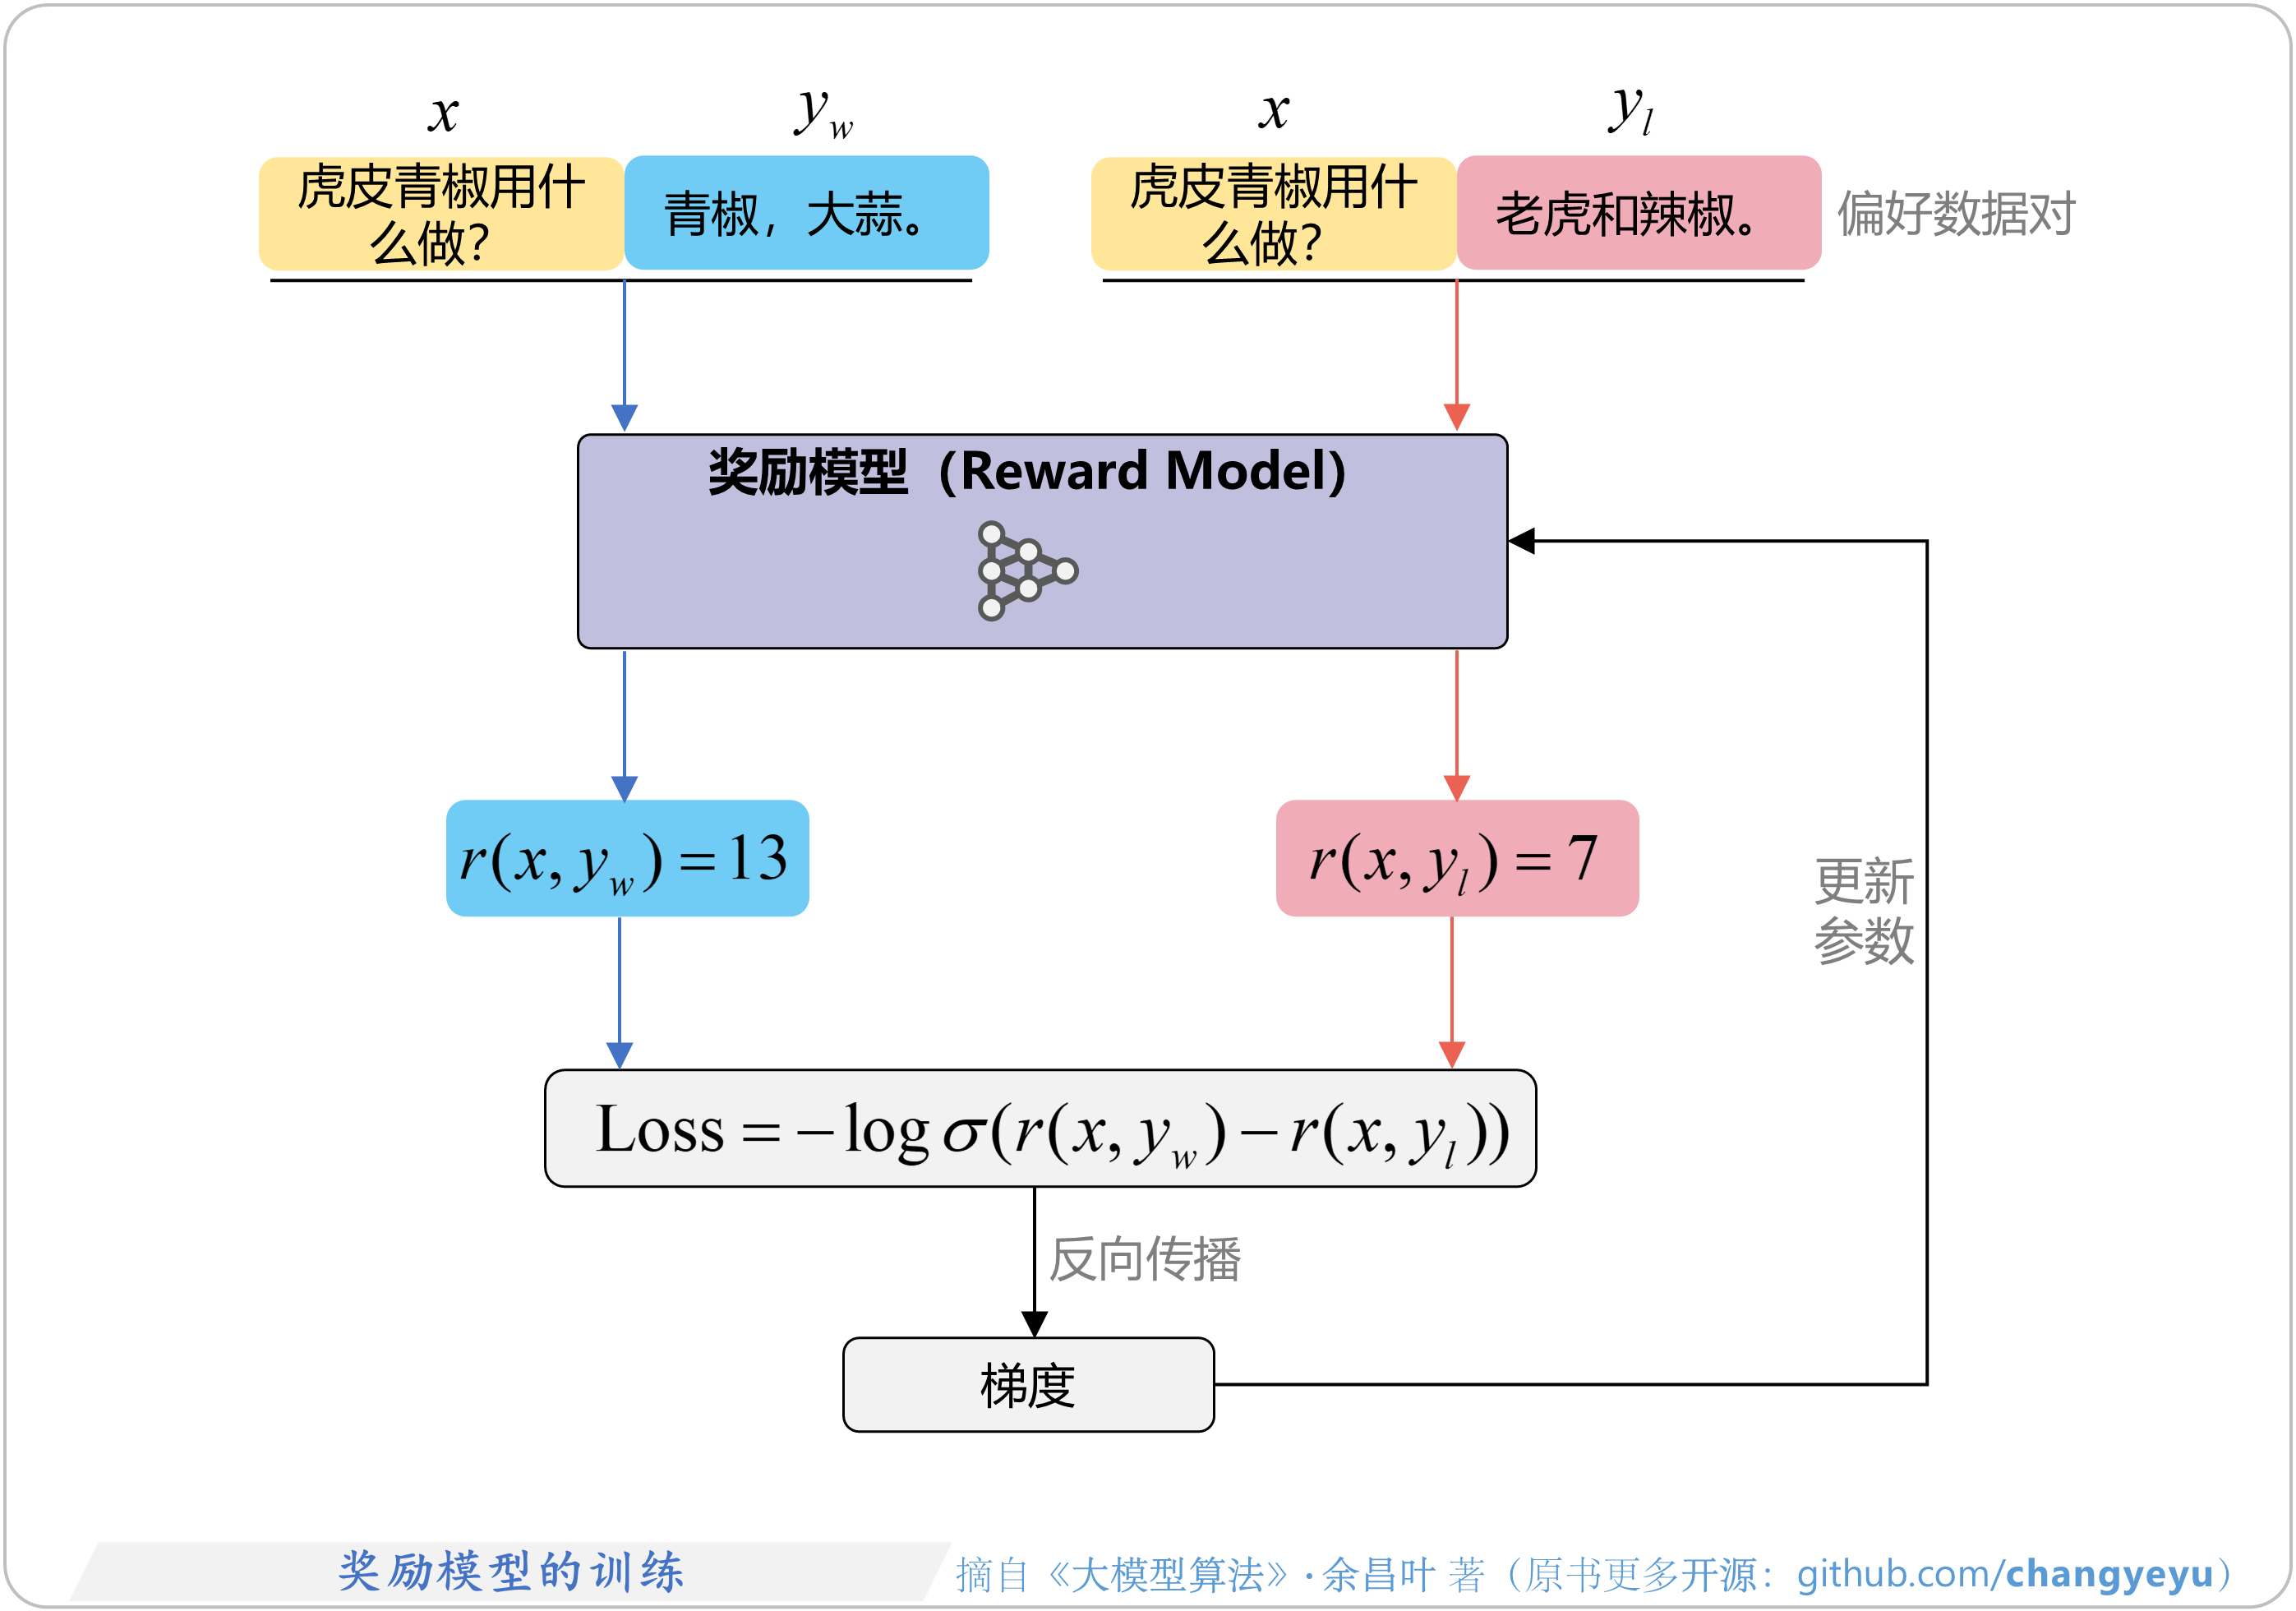 x
y_w
x
y_l
虎皮青椒用什
么做？
青椒，大蒜。
虎皮青椒用什
么做？
老虎和辣椒。
偏好数据对
奖励模型（Reward Model）
r(x, y_w) = 13
r(x, y_l) = 7
更新
参数
Loss = −log σ(r(x, y_w) − r(x, y_l))
反向传播
梯度
奖励模型的训练
摘自《大模型算法》· 余昌叶 著（原书更多开源：github.com/changyeyu）